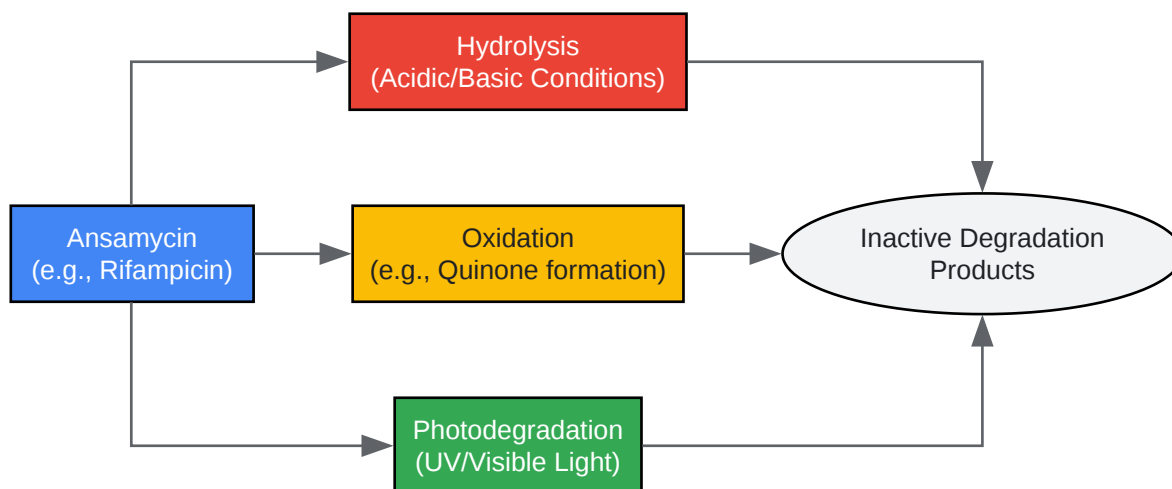 Hydrolysis
(Acidic/Basic Conditions)
Ansamycin
(e.g., Rifampicin)
Oxidation
(e.g., Quinone formation)
Inactive Degradation
Products
Photodegradation
(UV/Visible Light)